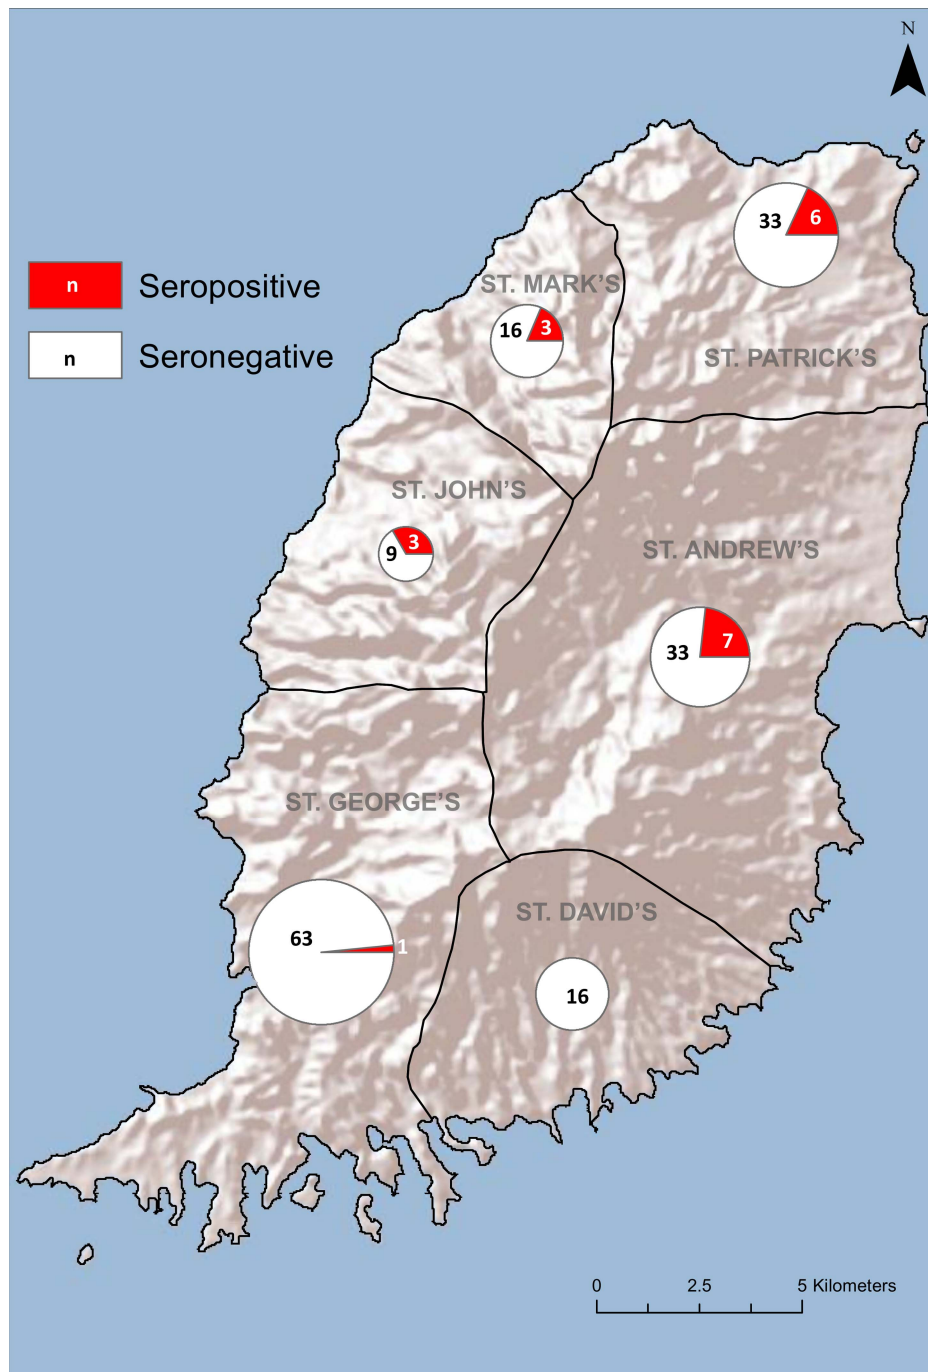 N
33
6
n Seropositive
ST. MARK'S
16
3
n Seronegative
ST. PATRICK'S
ST. JOHN'S
9
3
ST. ANDREW'S
33
7
ST. GEORGE'S
63
1
ST. DAVID'S
16
0 2.5 5 Kilometers